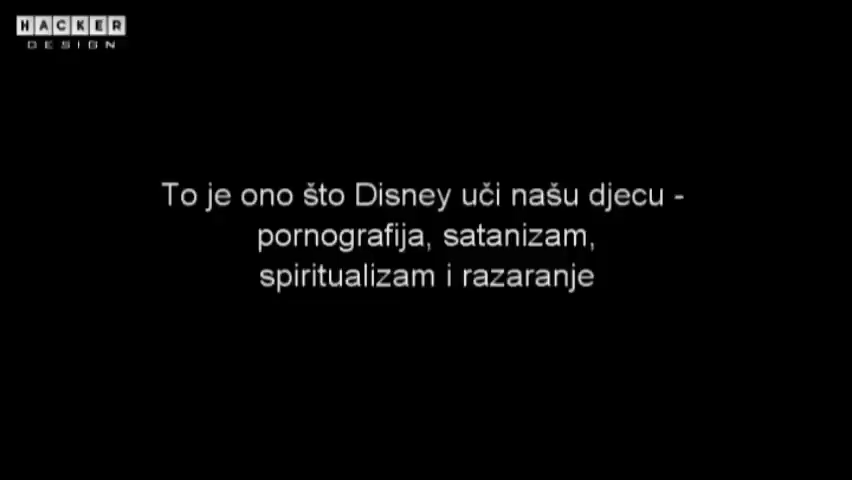 HACKER
DESIGN
To je ono što Disney uči našu djecu -
pornografija, satanizam,
spiritualizam i razaranje